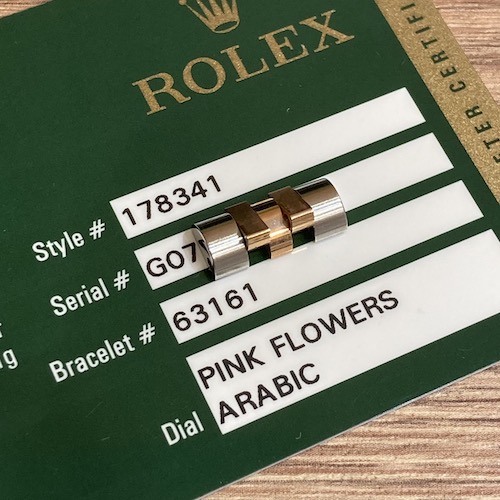 ROLEX
Style # 178341
Serial # G07
Bracelet # 63161
Dial PINK FLOWERS
ARABIC